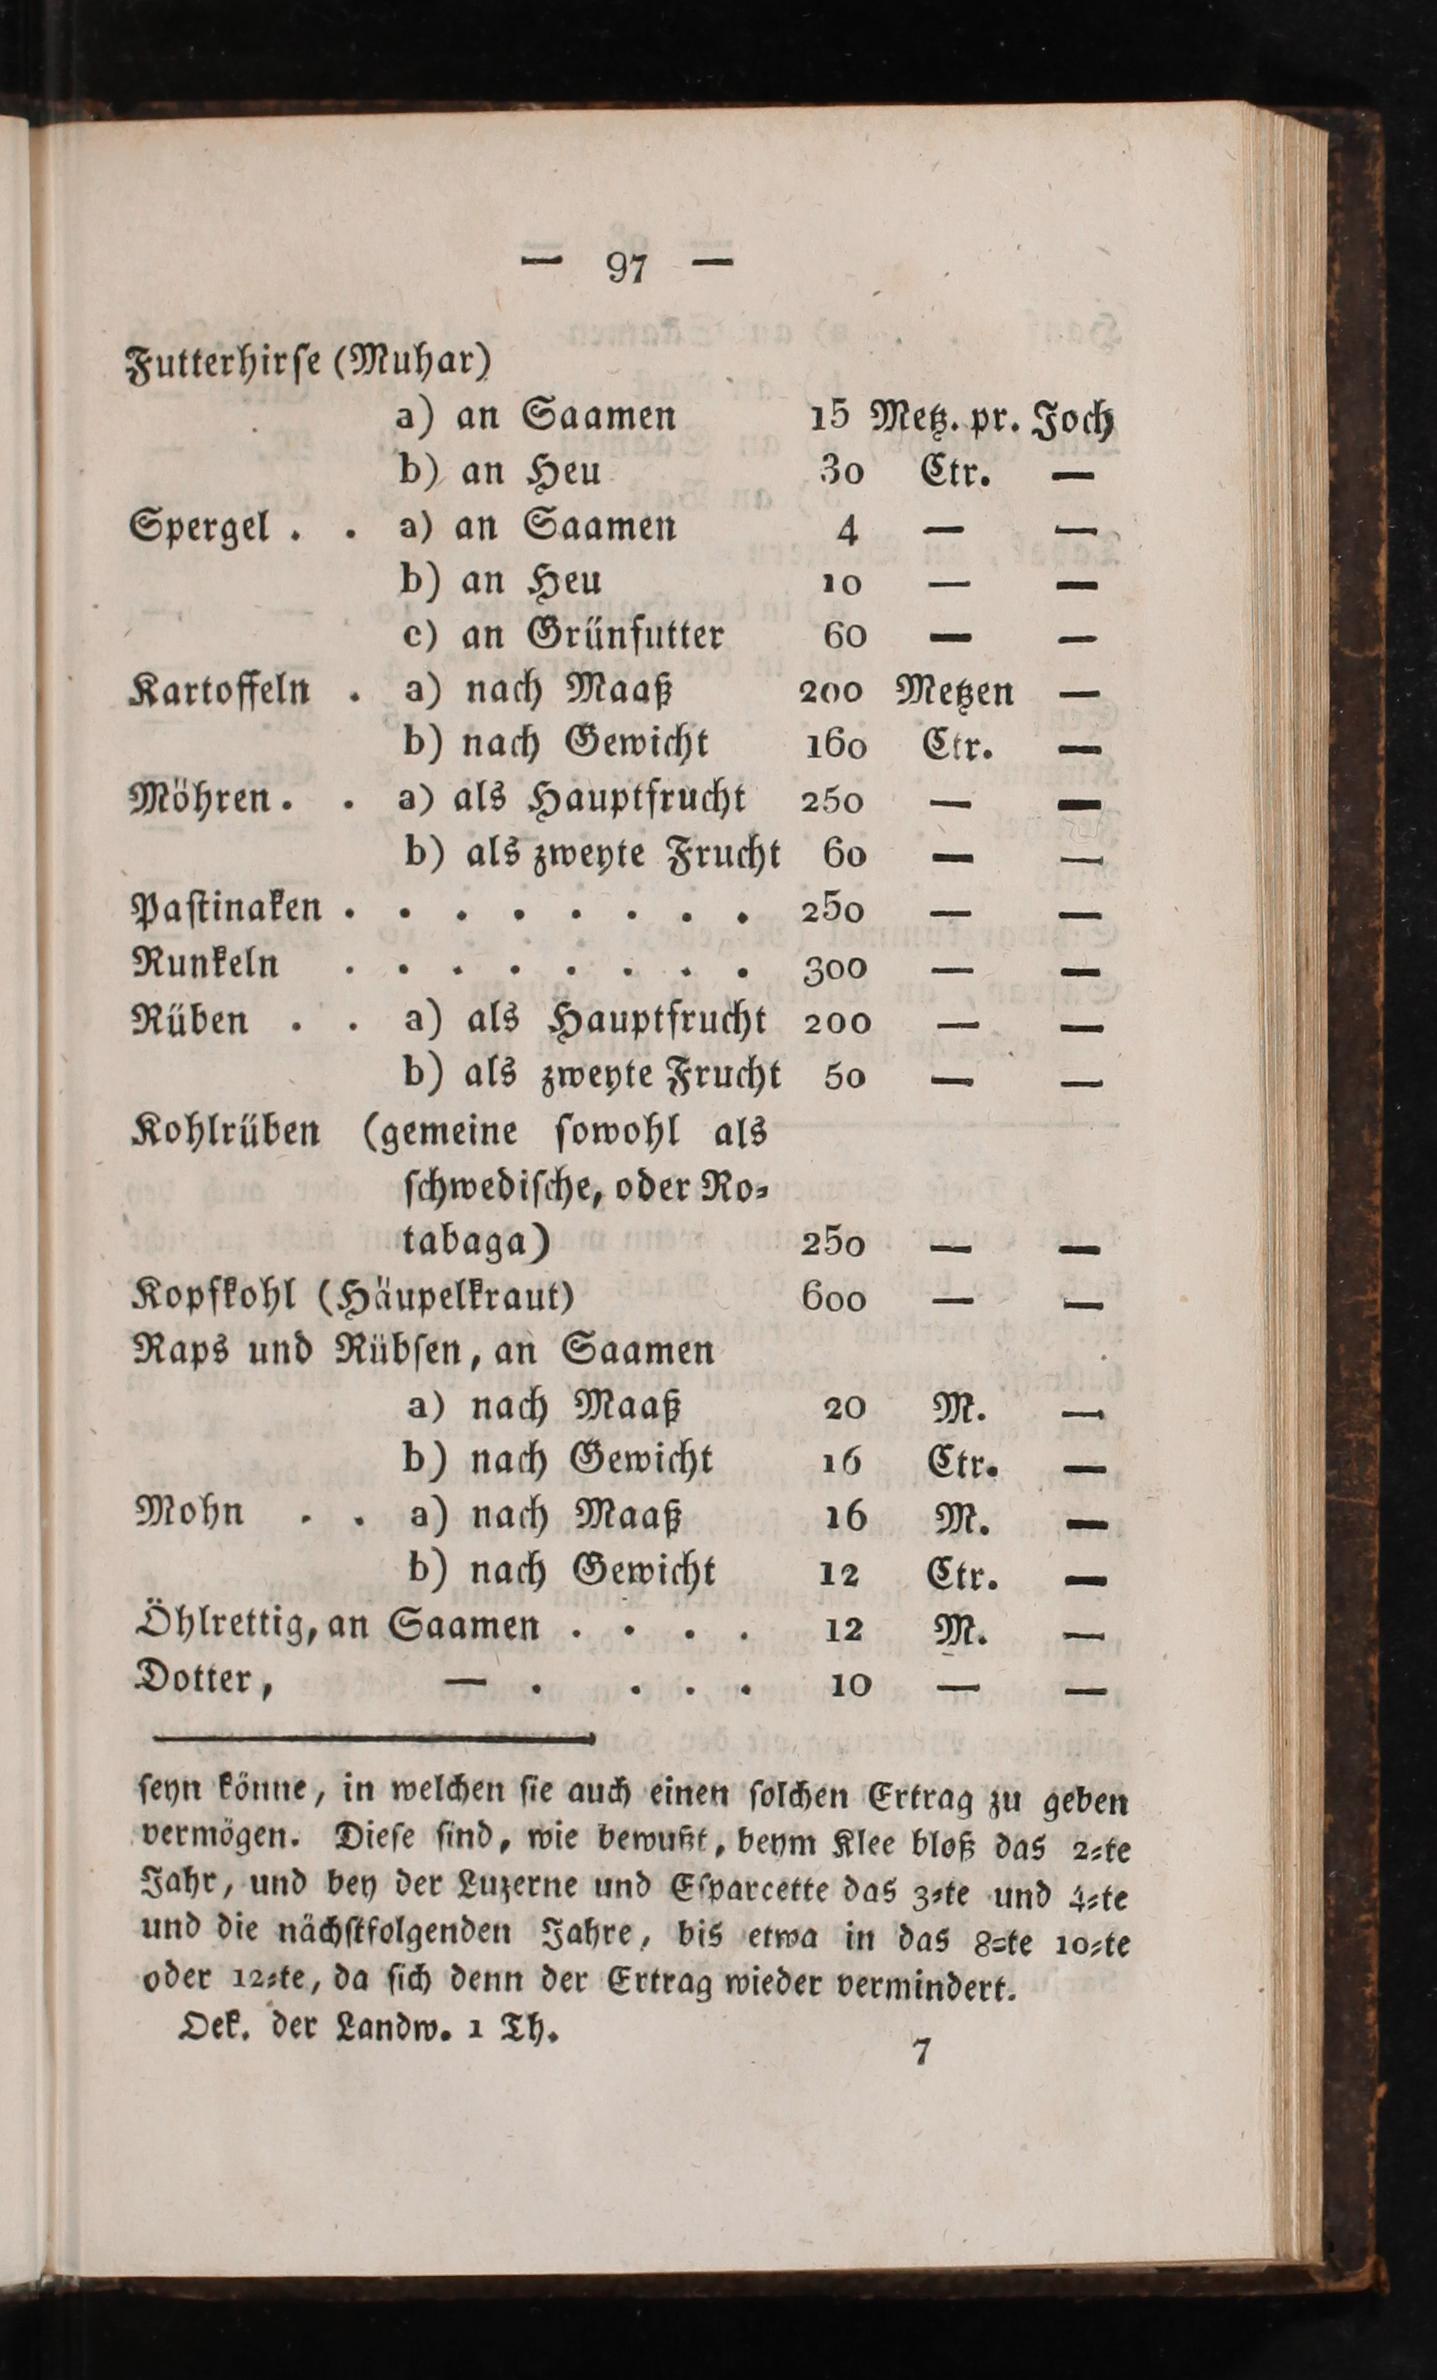 — 97 —
Futterhirse (Muhar)
a) an Saamen 15 Metz. pr. Joch
b) an Heu 30 Ctr. —
Spergel . . a) an Saamen 4 — —
b) an Heu 10 — —
c) an Grünfutter 60 — —
Kartoffeln . a) nach Maaß 200 Metzen —
b) nach Gewicht 160 Ctr. —
Möhren . . a) als Hauptfrucht 250 — —
b) als zweyte Frucht 60 — —
Pastinaken . . . . . . . . 250 — —
Runkeln . . . . . . . . 300 — —
Rüben . . a) als Hauptfrucht 200 — —
b) als zweyte Frucht 50 — —
Kohlrüben (gemeine sowohl als
schwedische, oder Ro-
tabaga) 250 — —
Kopfkohl (Häupelkraut) 600 — —
Raps und Rübsen, an Saamen
a) nach Maaß 20 M. —
b) nach Gewicht 16 Ctr. —
Mohn . . a) nach Maaß 16 M. —
b) nach Gewicht 12 Ctr. —
Öhlrettig, an Saamen . . . . 12 M. —
Dotter, — . . . . 10 — —
seyn könne, in welchen sie auch einen solchen Ertrag zu geben
vermögen. Diese sind, wie bewußt, beym Klee bloß das 2-te
Jahr, und bey der Luzerne und Esparcette das 3-te und 4-te
und die nächstfolgenden Jahre, bis etwa in das 8-te 10-te
oder 12-te, da sich denn der Ertrag wieder vermindert.
Oek. der Landw. 1 Th. 7